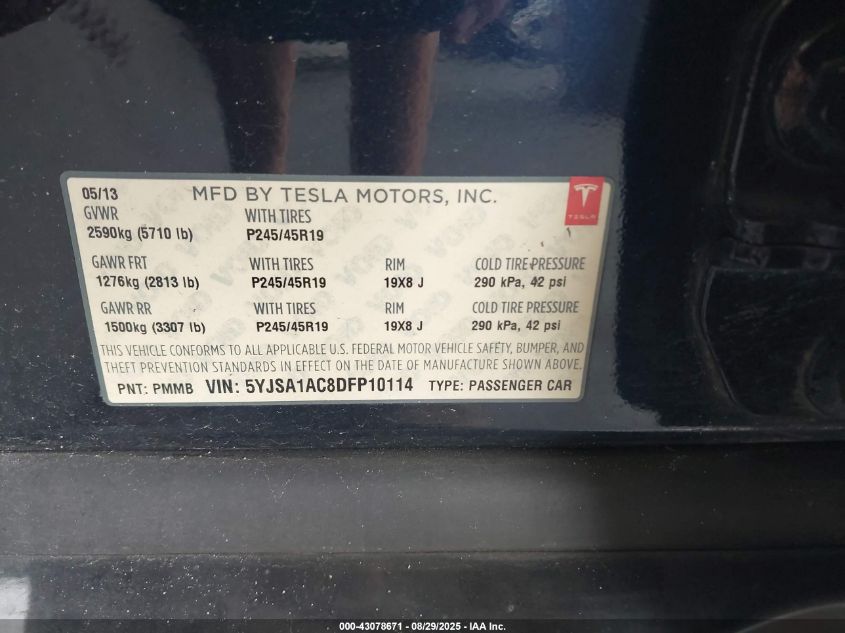 05/13 MFD BY TESLA MOTORS, INC.
GVWR WITH TIRES
2590kg (5710 lb) P245/45R19
TESLA
GAWR FRT WITH TIRES RIM COLD TIRE PRESSURE
1276kg (2813 lb) P245/45R19 19X8 J 290 kPa, 42 psi
GAWR RR WITH TIRES RIM COLD TIRE PRESSURE
1500kg (3307 lb) P245/45R19 19X8 J 290 kPa, 42 psi
THIS VEHICLE CONFORMS TO ALL APPLICABLE U.S. FEDERAL MOTOR VEHICLE SAFETY, BUMPER, AND
THEFT PREVENTION STANDARDS IN EFFECT ON THE DATE OF MANUFACTURE SHOWN ABOVE.
PNT: PMMB VIN: 5YJSA1AC8DFP10114 TYPE: PASSENGER CAR
000-43078671 - 08/29/2025 - IAA Inc.